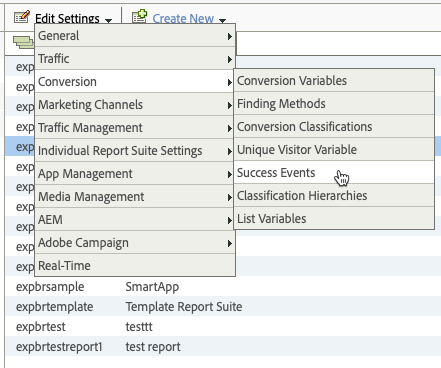 Edit Settings Create New
General
Traffic
Conversion
Marketing Channels
Traffic Management
Individual Report Suite Settings
App Management
Media Management
AEM
Adobe Campaign
Real-Time
Conversion Variables
Finding Methods
Conversion Classifications
Unique Visitor Variable
Success Events
Classification Hierarchies
List Variables
exp
exp
exp
exp
exp
exp
exp
exp
exp
exp
exp
expbrsample SmartApp
expbrtemplate Template Report Suite
expbrtest testtt
expbrtestreport1 test report